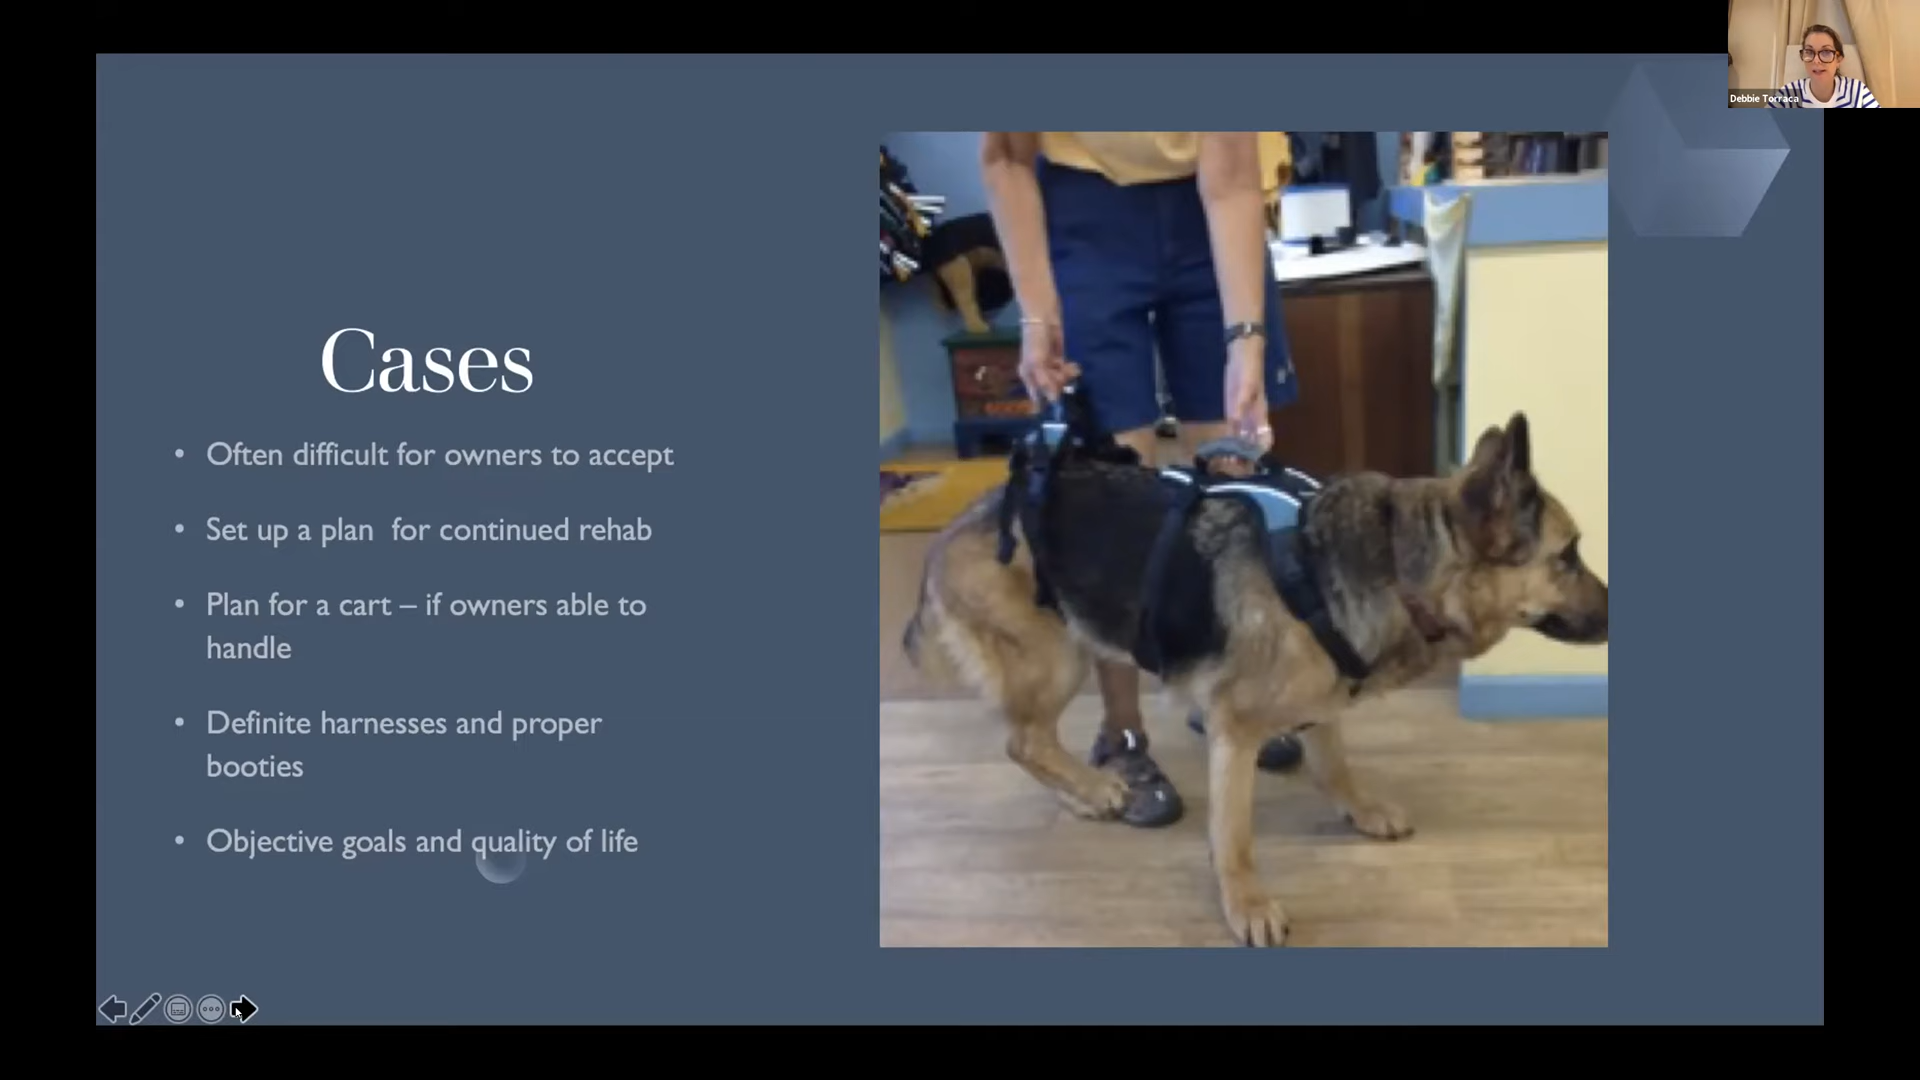 Debbie Torraca
Cases
• Often difficult for owners to accept
• Set up a plan  for continued rehab
• Plan for a cart – if owners able to
handle
• Definite harnesses and proper
booties
• Objective goals and quality of life